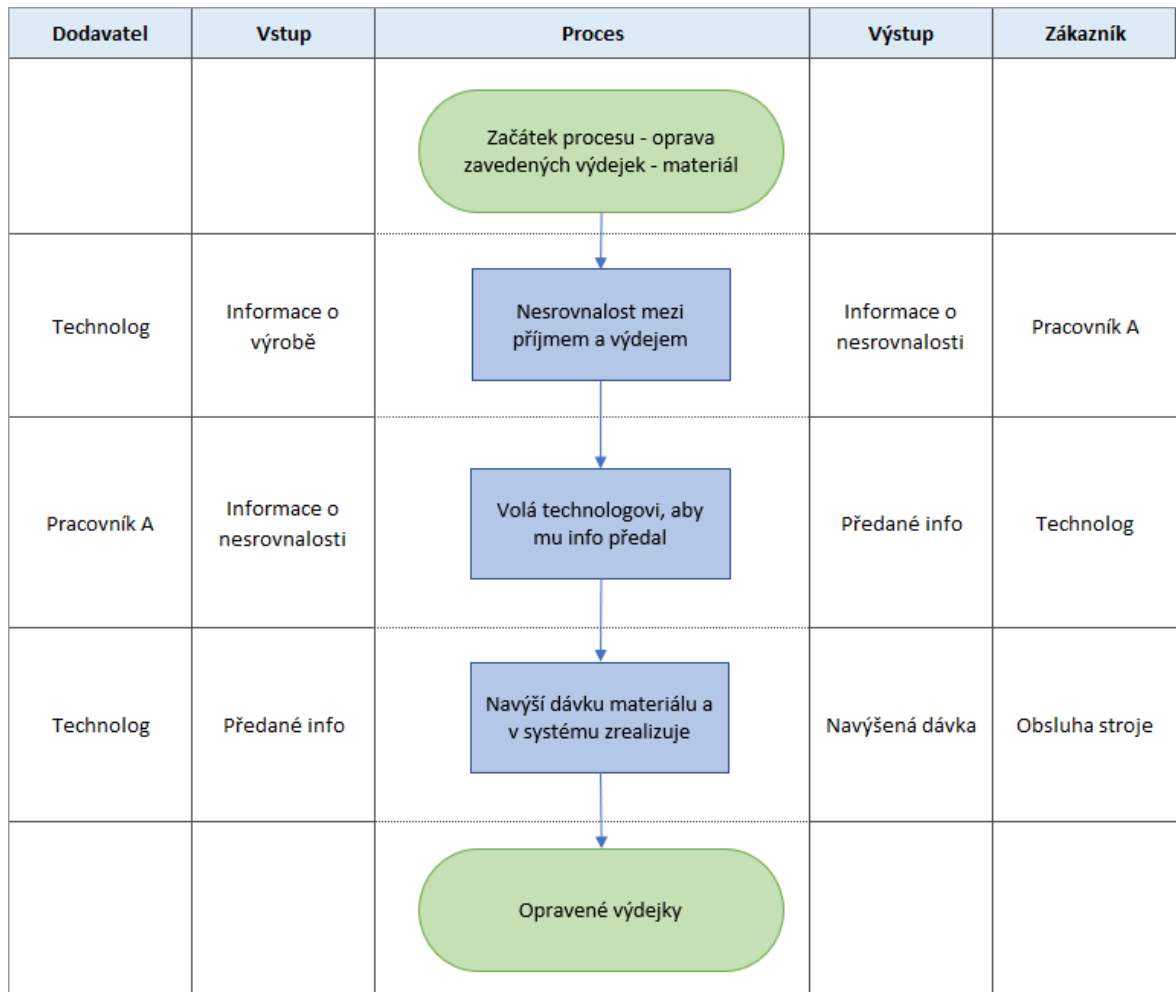 Dodavatel
Vstup
Proces
Výstup
Zákazník
Začátek procesu - oprava
zavedených výdejek - materiál
Technolog
Informace o
výrobě
Nesrovnalost mezi
příjmem a výdejem
Informace o
nesrovnalosti
Pracovník A
Pracovník A
Informace o
nesrovnalosti
Volá technologovi, aby
mu info předal
Předané info
Technolog
Technolog
Předané info
Navýší dávku materiálu a
v systému zrealizuje
Navýšená dávka
Obsluha stroje
Opravené výdejky